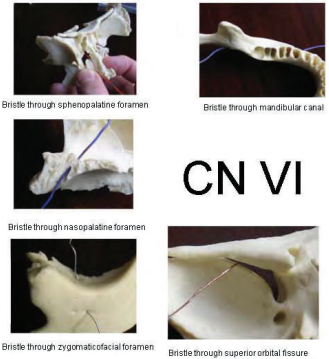 Bristle through sphenopalatine foramen
Bristle through mandibular canal
Bristle through nasopalatine foramen
CN VI
Bristle through zygomaticofacial foramen
Bristle through superior orbital fissure